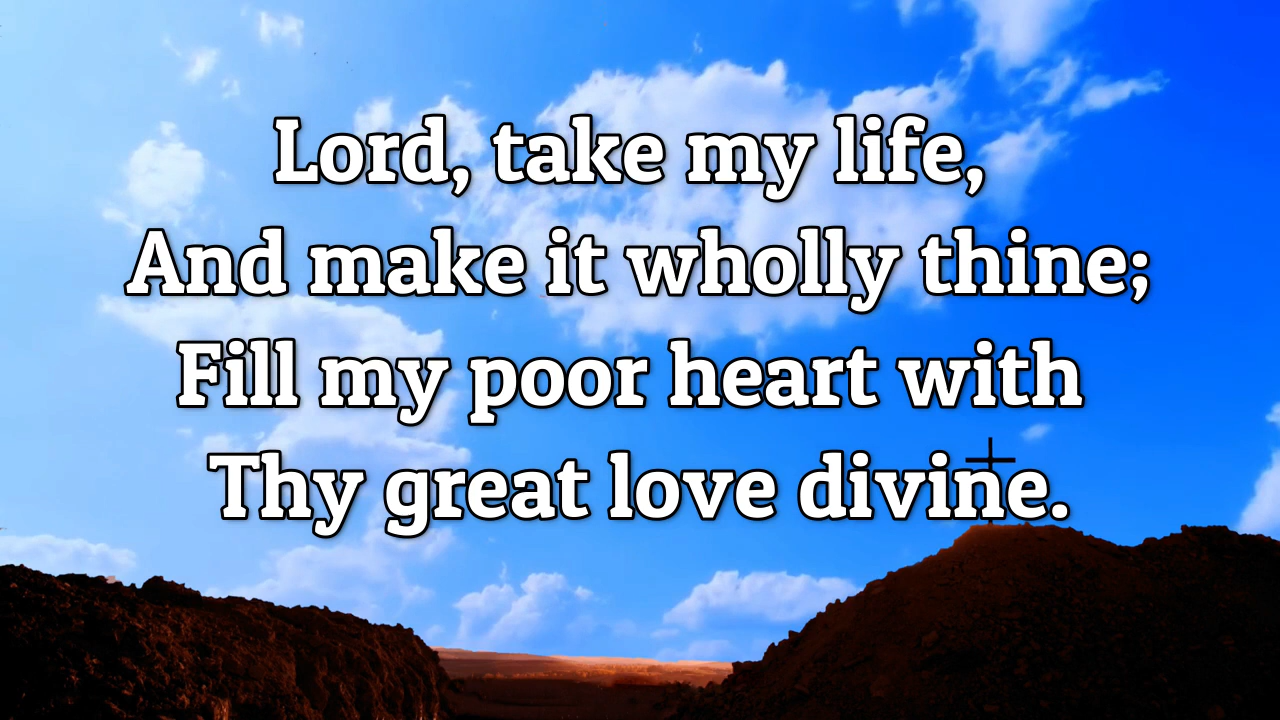 Lord, take my life,
And make it wholly thine;
Fill my poor heart with
Thy great love divine.